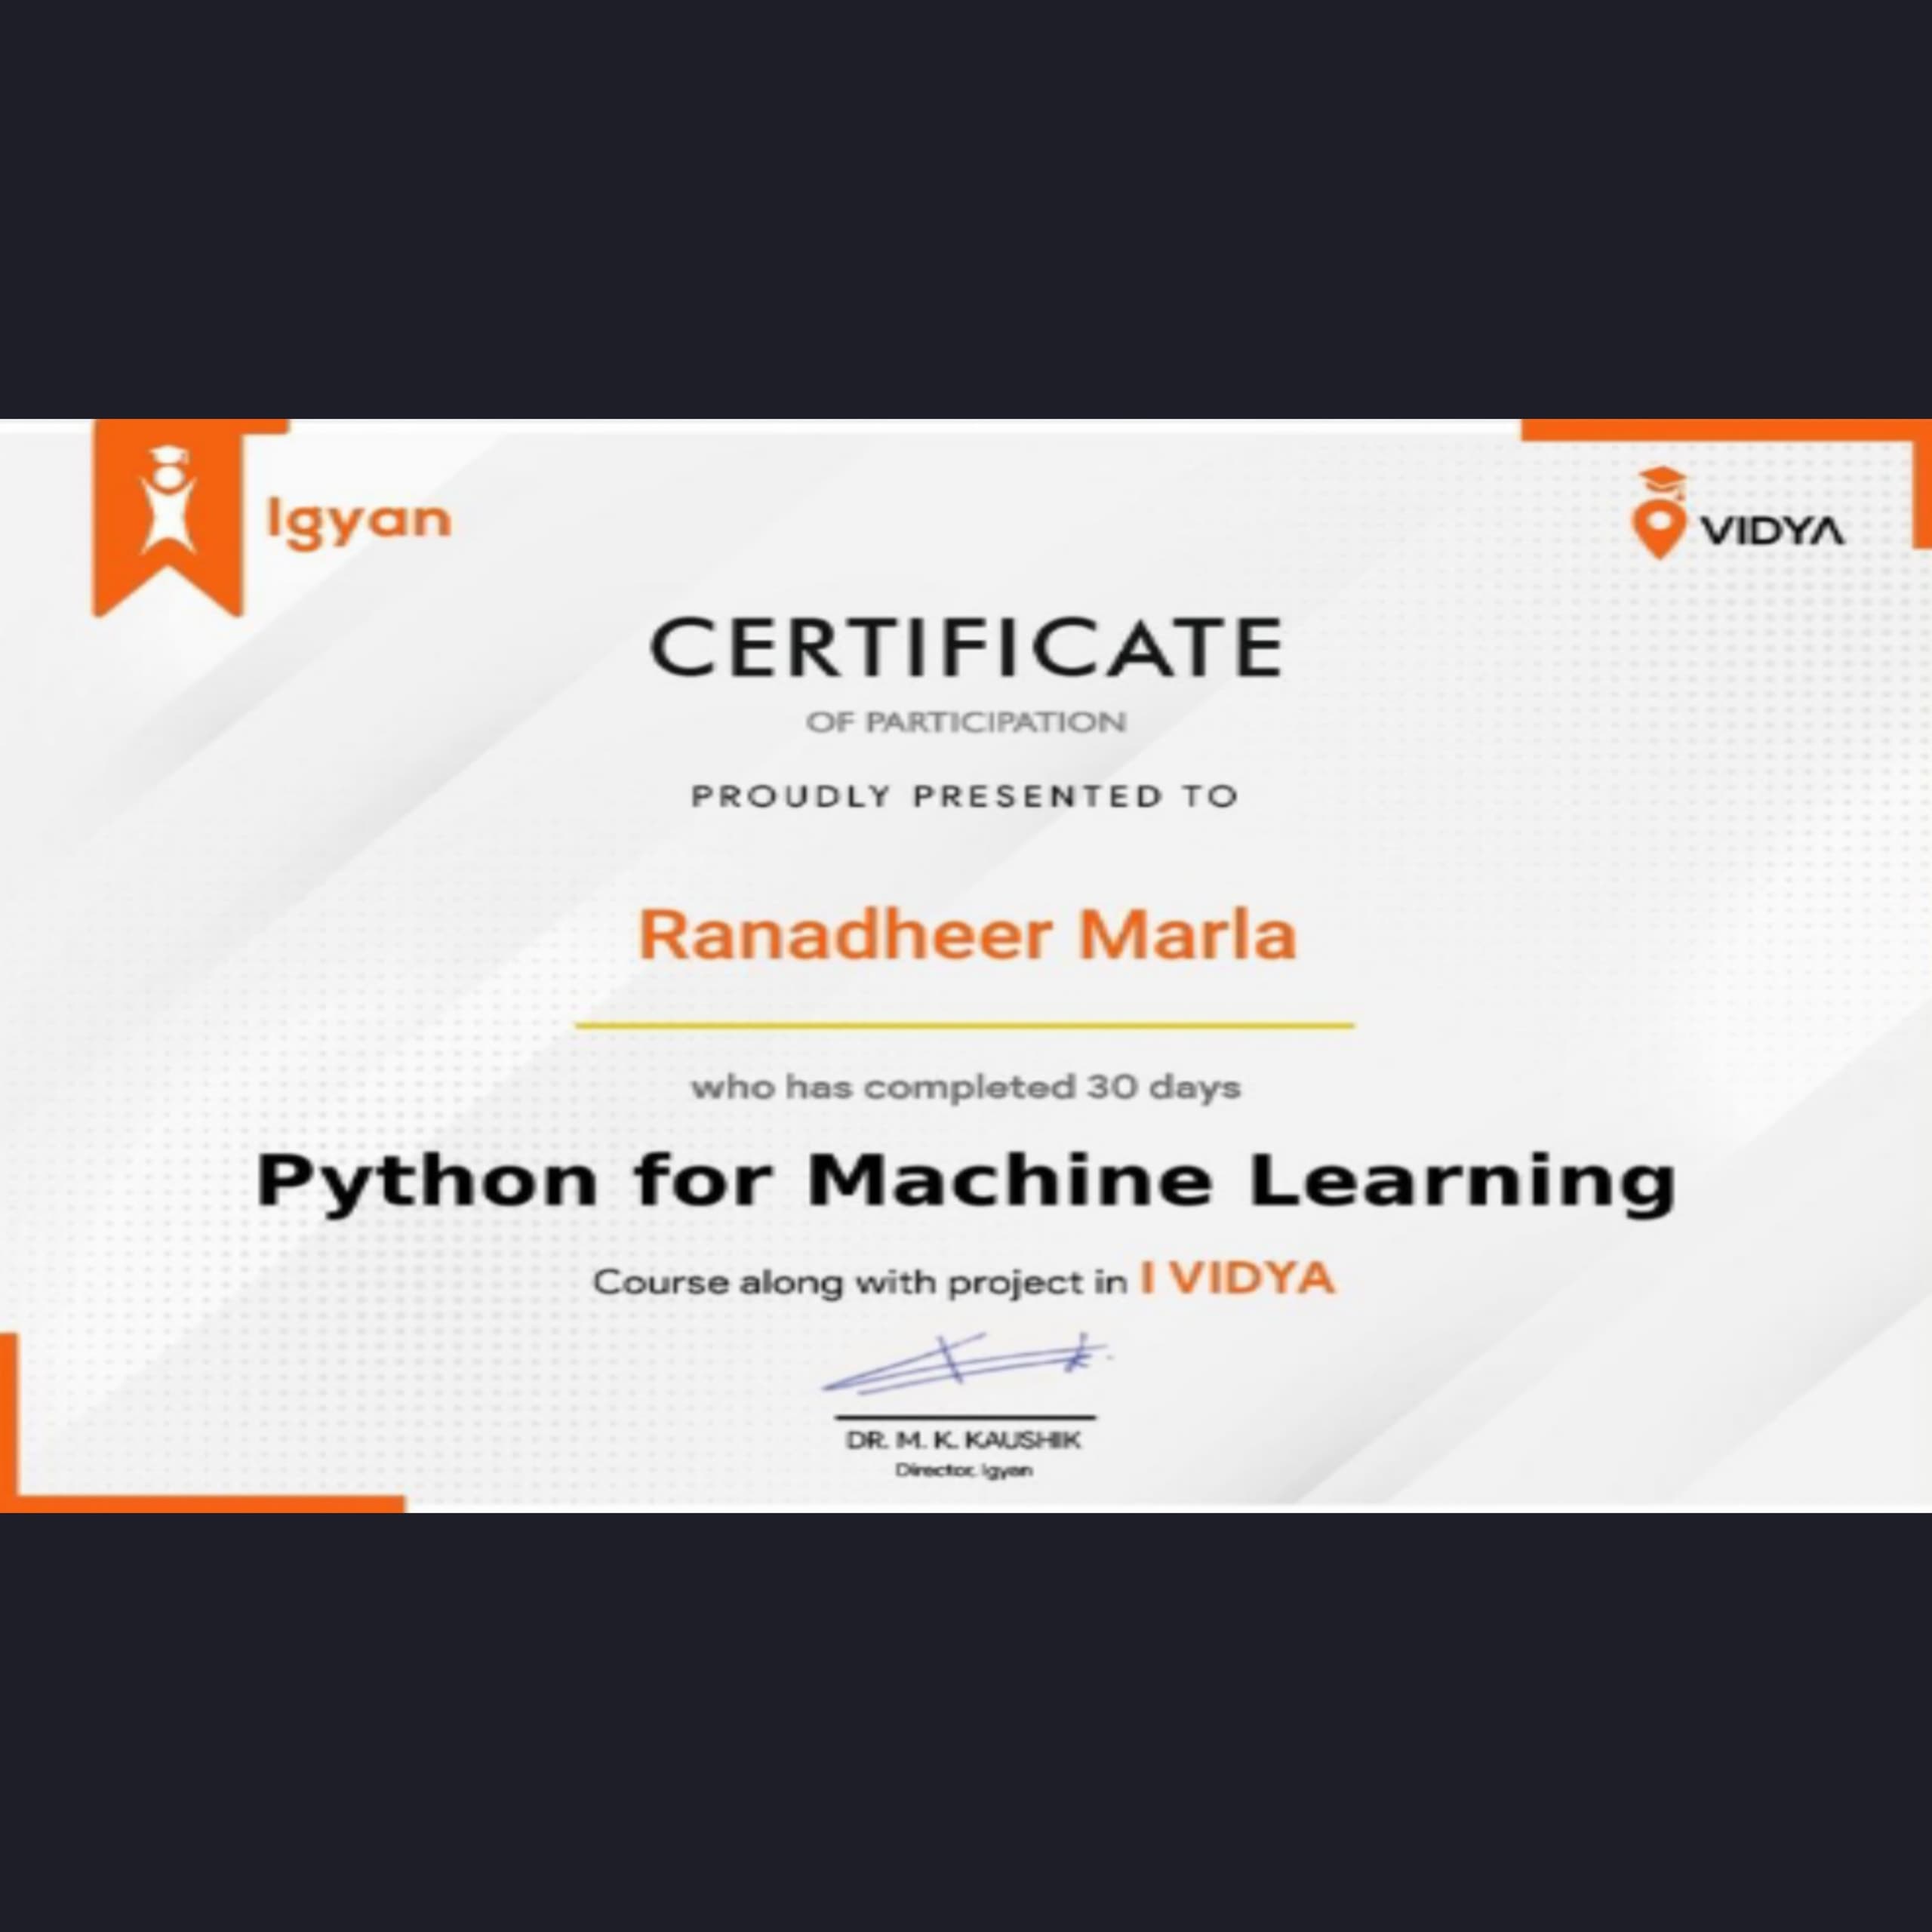 Igyan
VIDYA
CERTIFICATE
OF PARTICIPATION
PROUDLY PRESENTED TO
Ranadheer Marla
who has completed 30 days
Python for Machine Learning
Course along with project in I VIDYA
DR. M. K. KAUSHIK
Director, Igyan